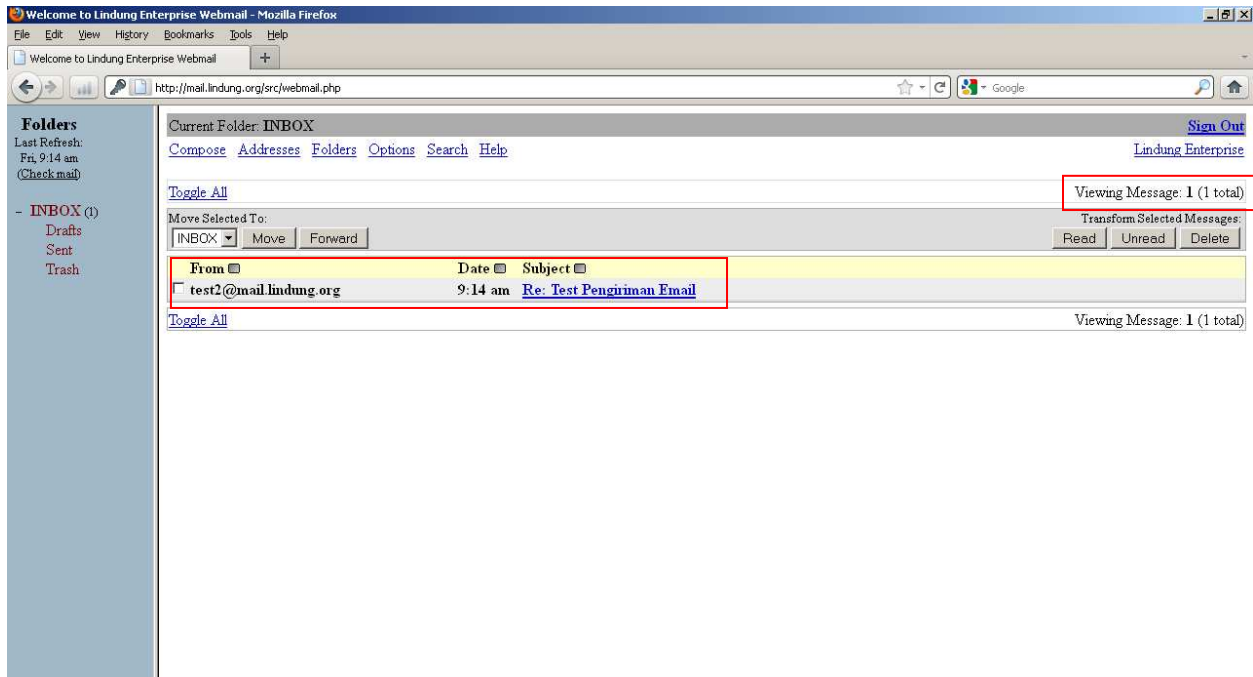 Welcome to Lindung Enterprise Webmail - Mozilla Firefox
File Edit View History Bookmarks Tools Help
Welcome to Lindung Enterprise Webmail
http://mail.lindung.org/src/webmail.php Google
Folders
Last Refresh:
Fri, 9:14 am
(Check mail)
- INBOX (1)
Drafts
Sent
Trash
Current Folder: INBOX Sign Out
Compose Addresses Folders Options Search Help Lindung Enterprise
Toggle All Viewing Message: 1 (1 total)
Move Selected To: Transform Selected Messages:
INBOX Move Forward Read Unread Delete
From Date Subject
test2@mail.lindung.org 9:14 am Re: Test Pengiriman Email
Toggle All Viewing Message: 1 (1 total)